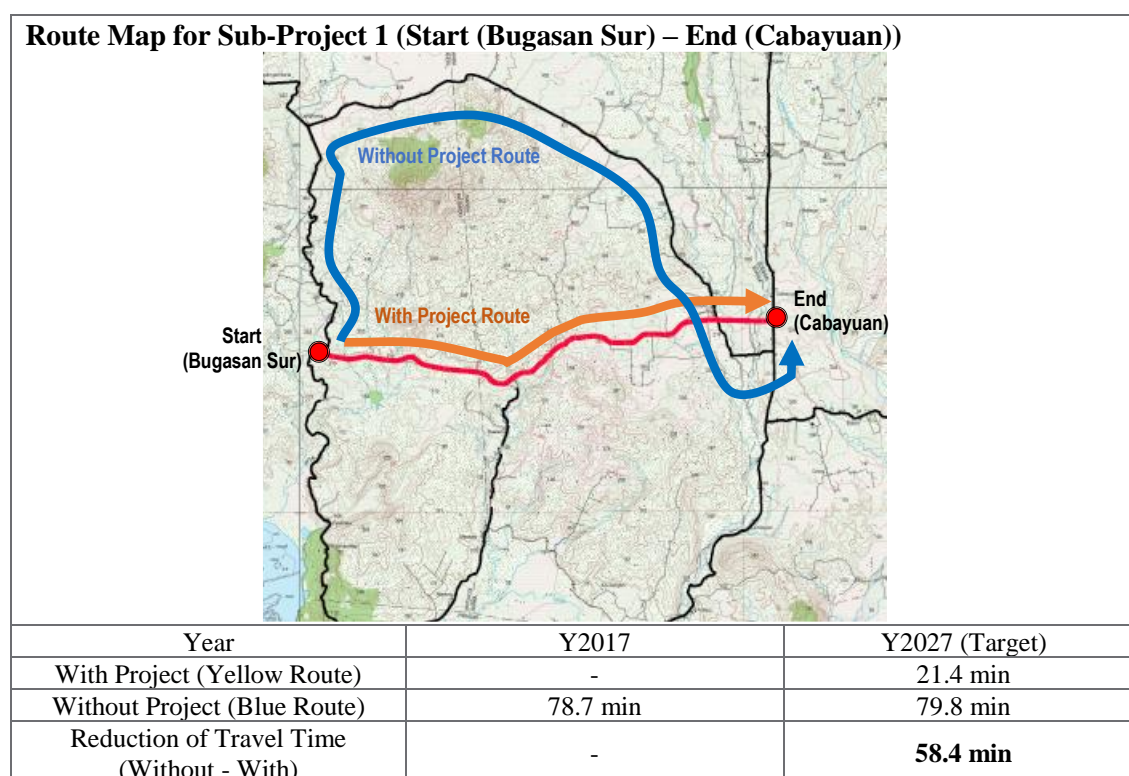 Route Map for Sub-Project 1 (Start (Bugasan Sur) – End (Cabayuan))
Without Project Route
With Project Route
End
(Cabayuan)
Start
(Bugasan Sur)
Year Y2017 Y2027 (Target)
With Project (Yellow Route) - 21.4 min
Without Project (Blue Route) 78.7 min 79.8 min
Reduction of Travel Time
(Without - With) - 58.4 min